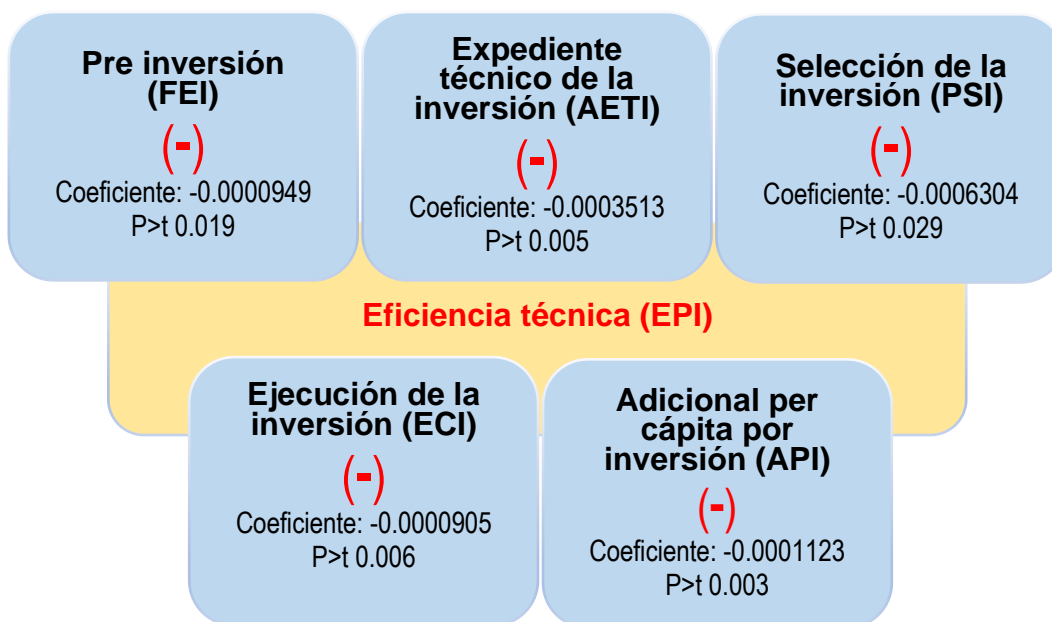 Pre inversión
(FEI)
(-)
Coeficiente: -0.0000949
P>t 0.019
Expediente
técnico de la
inversión (AETI)
(-)
Coeficiente: -0.0003513
P>t 0.005
Selección de la
inversión (PSI)
(-)
Coeficiente: -0.0006304
P>t 0.029
Eficiencia técnica (EPI)
Ejecución de la
inversión (ECI)
(-)
Coeficiente: -0.0000905
P>t 0.006
Adicional per
cápita por
inversión (API)
(-)
Coeficiente: -0.0001123
P>t 0.003